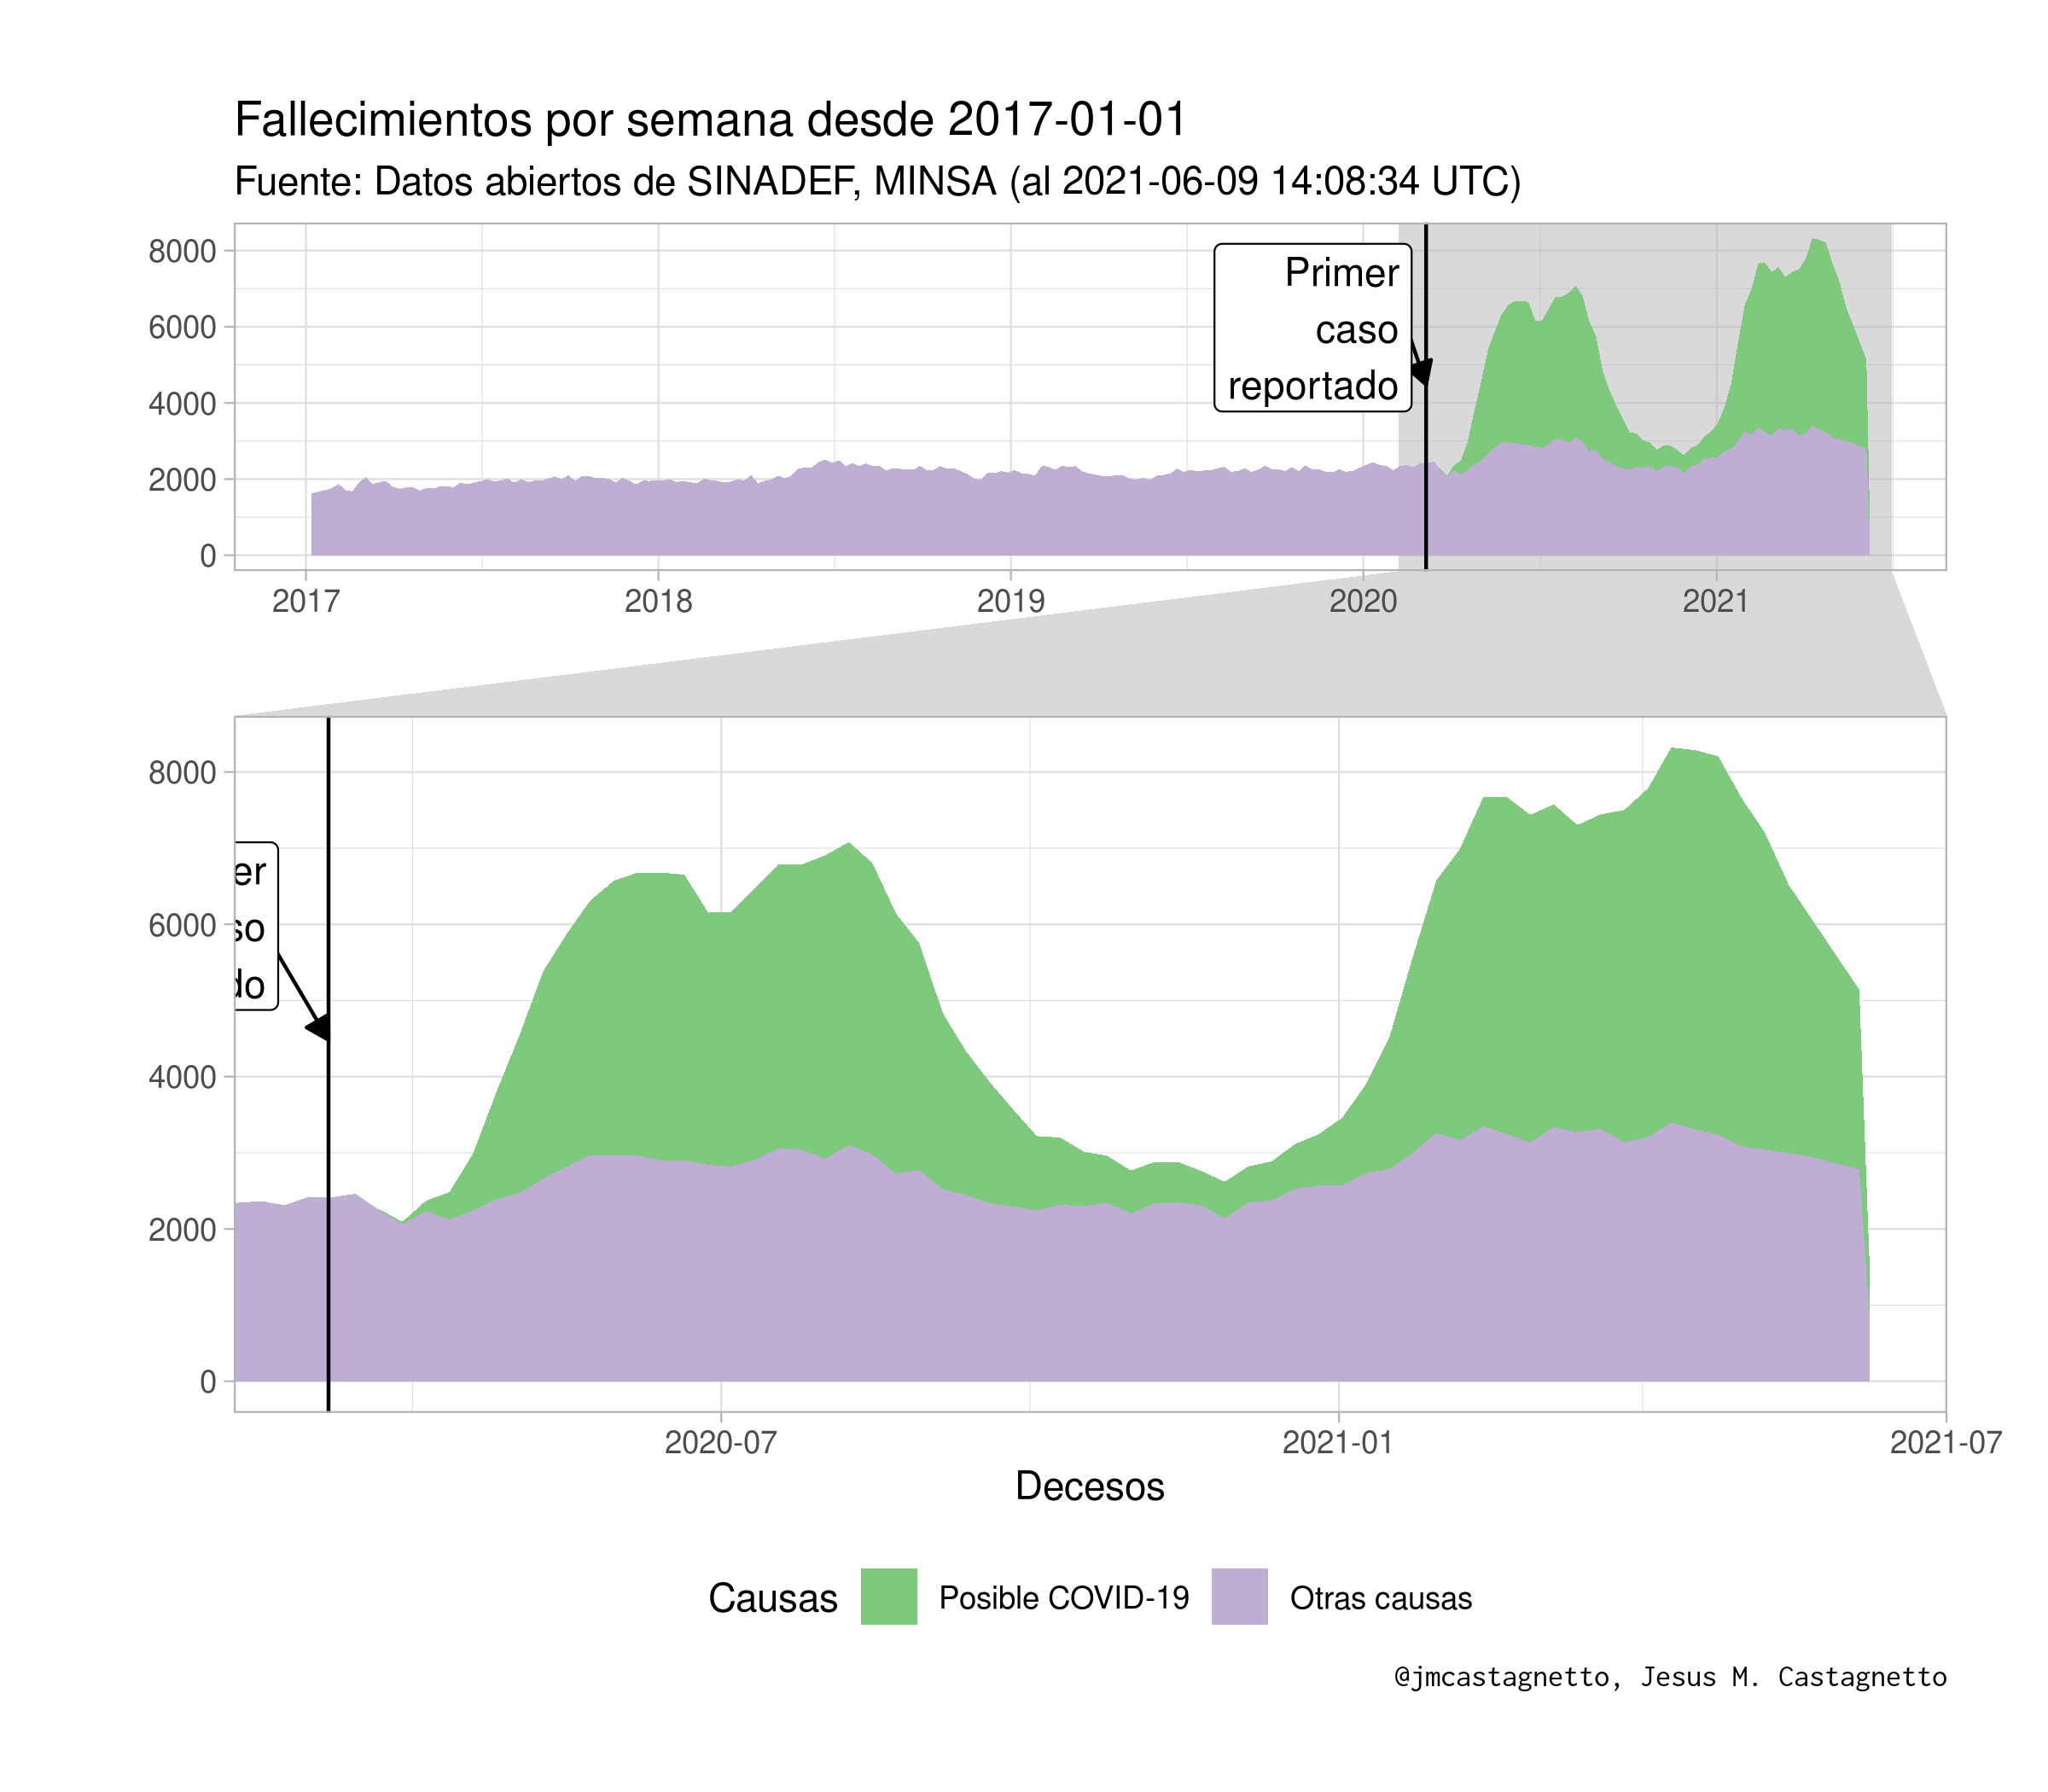 Fallecimientos por semana desde 2017-01-01
Fuente: Datos abiertos de SINADEF, MINSA (al 2021-06-09 14:08:34 UTC)
8000
6000
4000
2000
0
Primer
caso
reportado
2017
2018
2019
2020
2021
8000
6000
4000
2000
0
er
so
do
2020-07
2021-01
2021-07
Decesos
Causas
Posible COVID-19
Otras causas
@jmcastagnetto, Jesus M. Castagnetto